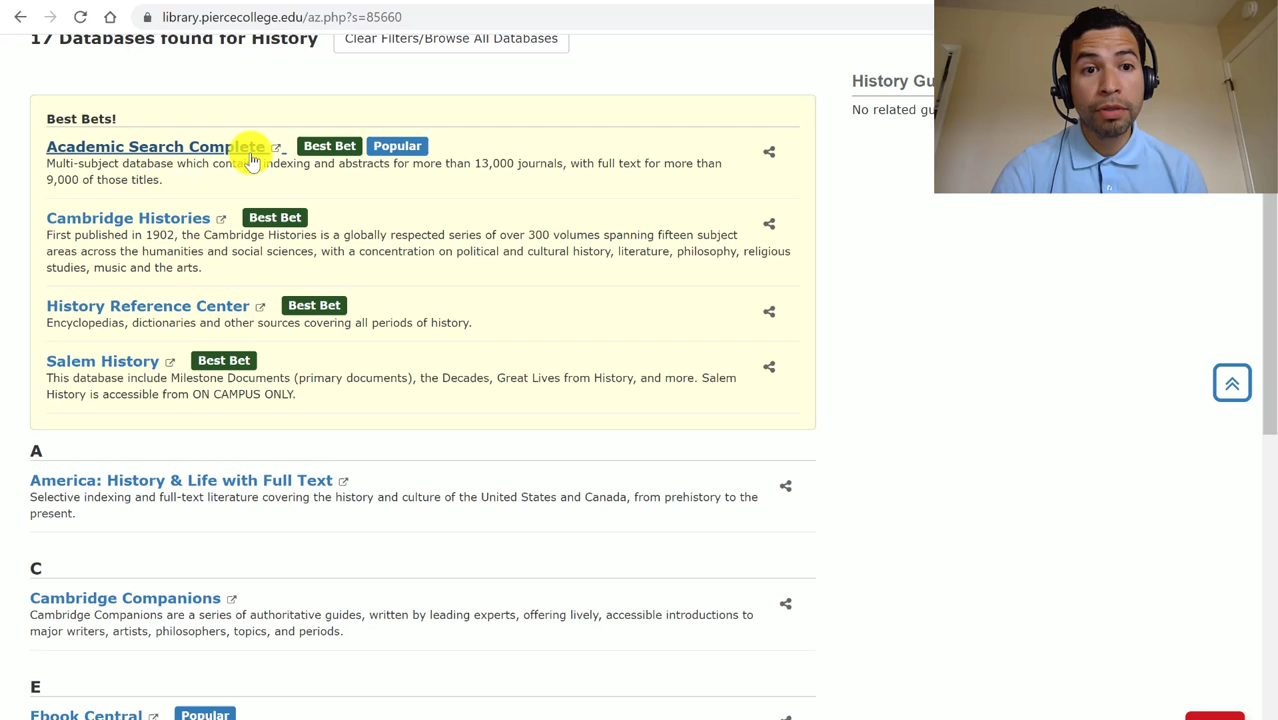 library.piercecollege.edu/az.php?s=85660
17 Databases found for History
Clear Filters/Browse All Databases
History Gu
No related gu
Best Bets!
Academic Search Complete Best Bet Popular
Multi-subject database which conta indexing and abstracts for more than 13,000 journals, with full text for more than
9,000 of those titles.
Cambridge Histories Best Bet
First published in 1902, the Cambridge Histories is a globally respected series of over 300 volumes spanning fifteen subject
areas across the humanities and social sciences, with a concentration on political and cultural history, literature, philosophy, religious
studies, music and the arts.
History Reference Center Best Bet
Encyclopedias, dictionaries and other sources covering all periods of history.
Salem History Best Bet
This database include Milestone Documents (primary documents), the Decades, Great Lives from History, and more. Salem
History is accessible from ON CAMPUS ONLY.
A
America: History & Life with Full Text
Selective indexing and full-text literature covering the history and culture of the United States and Canada, from prehistory to the
present.
C
Cambridge Companions
Cambridge Companions are a series of authoritative guides, written by leading experts, offering lively, accessible introductions to
major writers, artists, philosophers, topics, and periods.
E
Ebook Central Popular